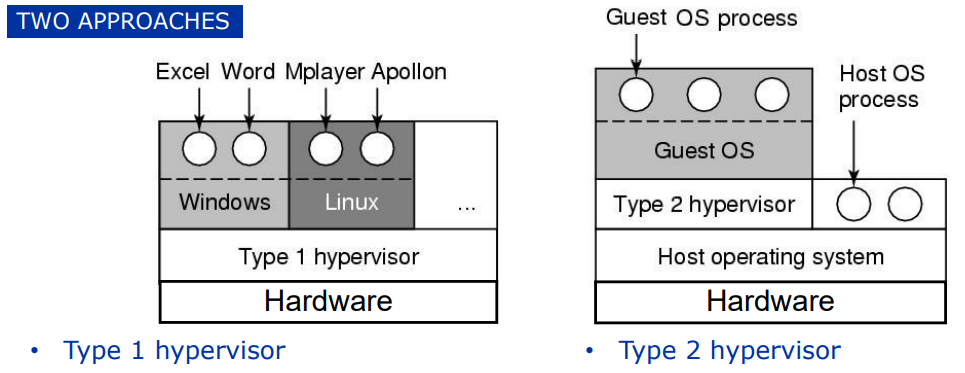 TWO APPROACHES
Excel Word Mplayer Apollon
Windows Linux ...
Type 1 hypervisor
Hardware
• Type 1 hypervisor
Guest OS process
Host OS
process
Guest OS
Type 2 hypervisor
Host operating system
Hardware
• Type 2 hypervisor